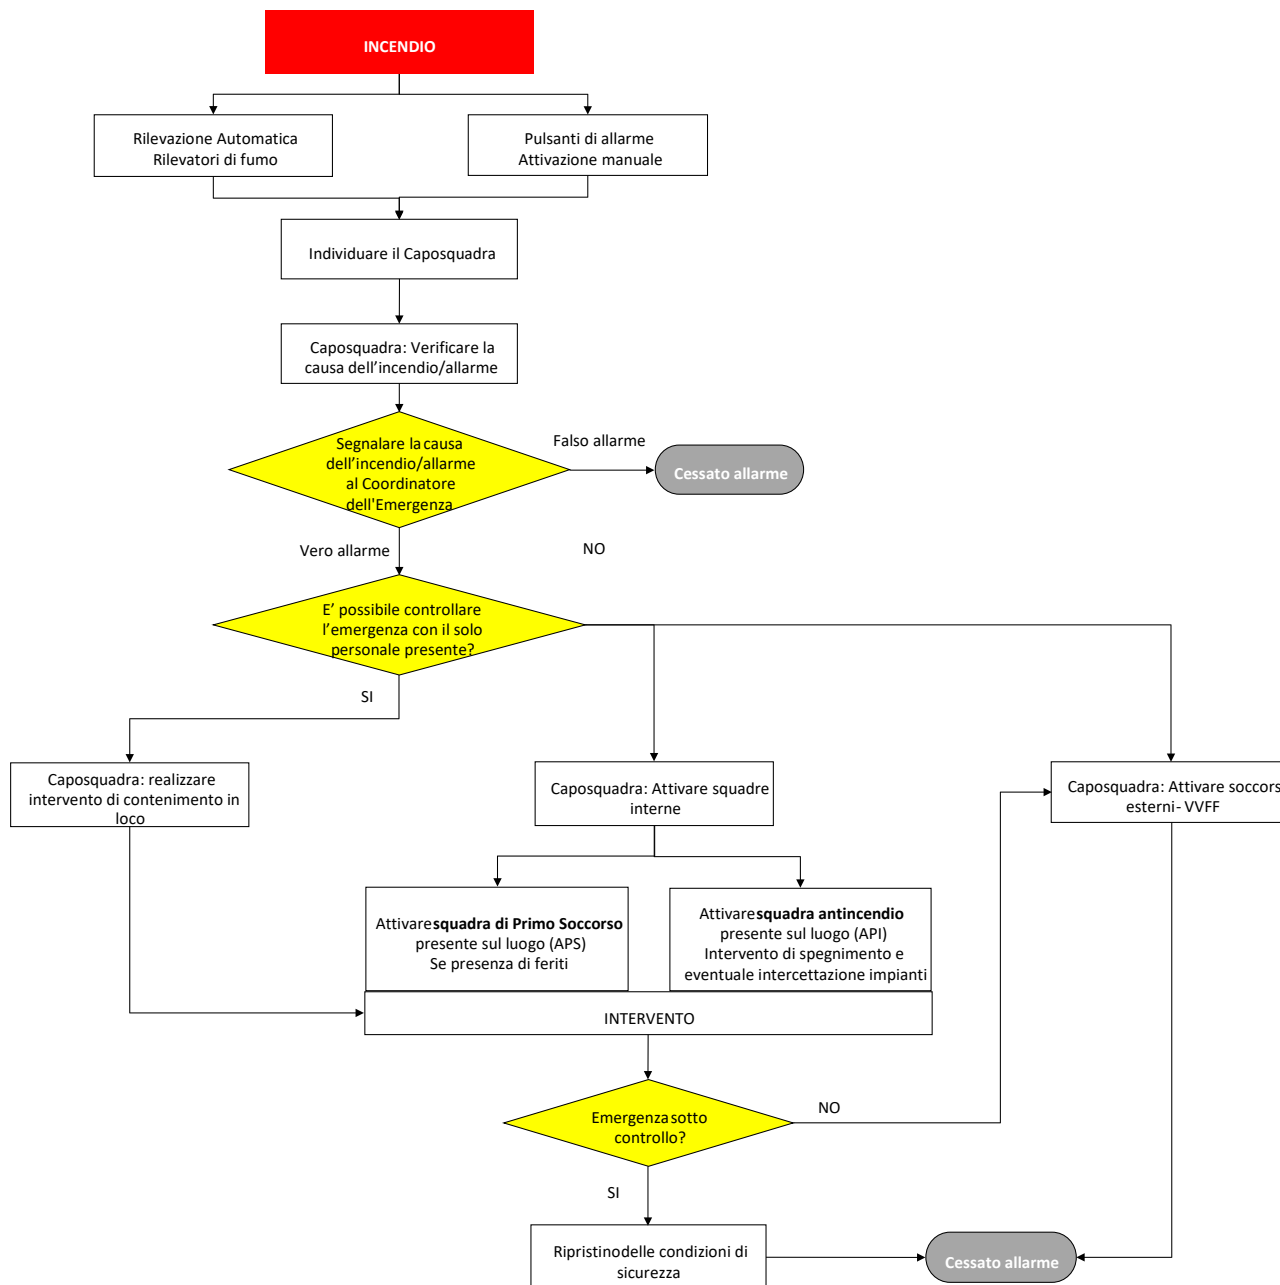 INCENDIO
Rilevazione Automatica
Rilevatori di fumo
Pulsanti di allarme
Attivazione manuale
Individuare il Caposquadra
Caposquadra: Verificare la
causa dell'incendio/allarme
Segnalare la causa
dell'incendio/allarme
al Coordinatore
dell'Emergenza
Falso allarme
Cessato allarme
Vero allarme
NO
E' possibile controllare
l'emergenza con il solo
personale presente?
SI
Caposquadra: realizzare
intervento di contenimento in
loco
Caposquadra: Attivare squadre
interne
Caposquadra: Attivare soccors
esterni- VVFF
Attivare squadra di Primo Soccorso
presente sul luogo (APS)
Se presenza di feriti
Attivare squadra antincendio
presente sul luogo (API)
Intervento di spegnimento e
eventuale intercettazione impianti
INTERVENTO
Emergenza sotto
controllo?
NO
SI
Ripristino delle condizioni di
sicurezza
Cessato allarme